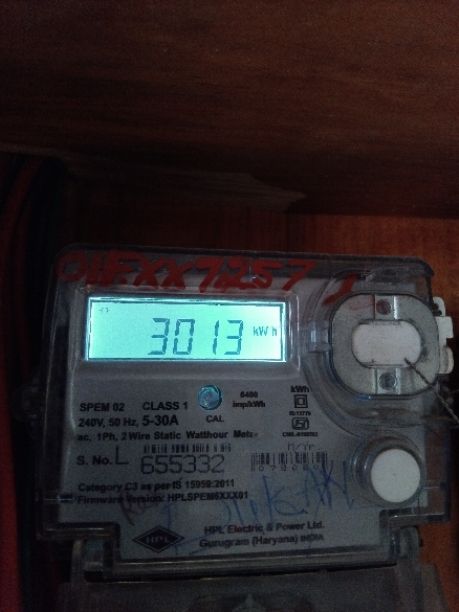 3013 kWh
SPEM 02 CLASS 1
240V, 50 Hz, 5-30A CAL
6400 imp/kWh
kWh
ac, 1Ph, 2 Wire Static Watthour Meter
S. No. L 655332
Category C3 as per IS 15959:2011
Firmware Version: HPLSPEM6XXX01
HPL
HPL Electric & Power Ltd.
Gurugram (Haryana) INDIA